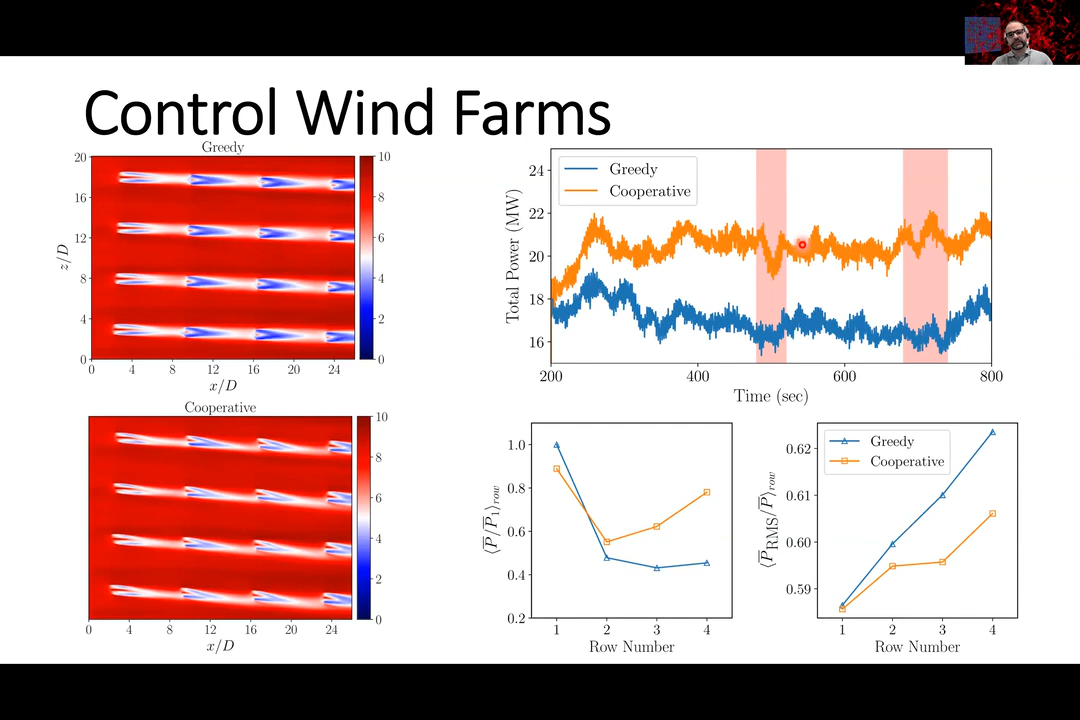 Control Wind Farms
Greedy
20
16
12
8
4
0
z/D
0 4 8 12 16 20 24
x/D
10
8
6
4
2
0
Cooperative
0 4 8 12 16 20 24
x/D
10
8
6
4
2
0
Greedy
Cooperative
24
22
20
18
16
Total Power (MW)
200 400 600 800
Time (sec)
1.0
0.8
0.6
0.4
0.2
⟨P̅/P̅₁⟩row
1 2 3 4
Row Number
Greedy
Cooperative
0.62
0.61
0.60
0.59
⟨P̅RMS/P̅⟩row
1 2 3 4
Row Number